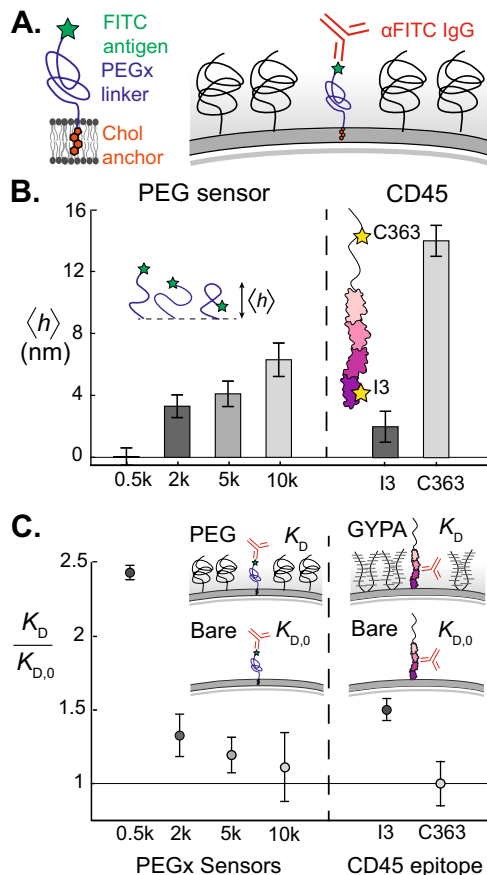 A.
FITC
antigen
PEGx
linker
Chol
anchor
αFITC IgG
B.
PEG sensor
CD45
16
12
8
4
0
⟨h⟩
(nm)
⟨h⟩
C363
I3
0.5k 2k 5k 10k
I3 C363
C.
PEG K_D
GYPA K_D
Bare K_D,0
Bare K_D,0
2.5
2
1.5
1
K_D
K_D,0
0.5k 2k 5k 10k
I3 C363
PEGx Sensors
CD45 epitope